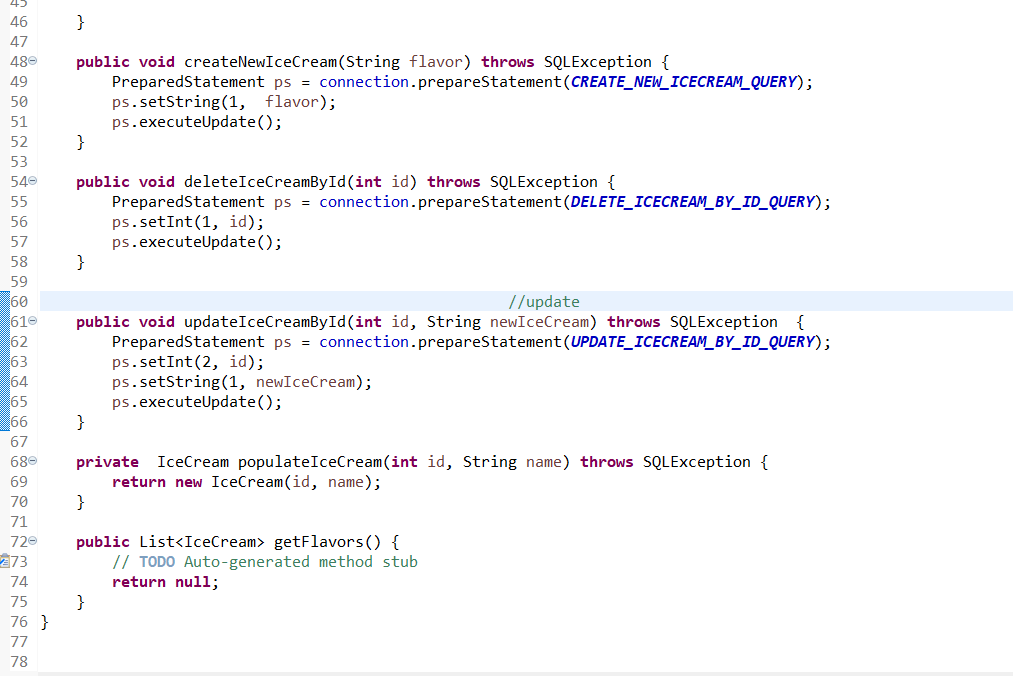 45
46 }
47
48 public void createNewIceCream(String flavor) throws SQLException {
49 PreparedStatement ps = connection.prepareStatement(CREATE_NEW_ICECREAM_QUERY);
50 ps.setString(1,  flavor);
51 ps.executeUpdate();
52 }
53
54 public void deleteIceCreamById(int id) throws SQLException {
55 PreparedStatement ps = connection.prepareStatement(DELETE_ICECREAM_BY_ID_QUERY);
56 ps.setInt(1, id);
57 ps.executeUpdate();
58 }
59
60 //update
61 public void updateIceCreamById(int id, String newIceCream) throws SQLException  {
62 PreparedStatement ps = connection.prepareStatement(UPDATE_ICECREAM_BY_ID_QUERY);
63 ps.setInt(2, id);
64 ps.setString(1, newIceCream);
65 ps.executeUpdate();
66 }
67
68 private  IceCream populateIceCream(int id, String name) throws SQLException {
69 return new IceCream(id, name);
70 }
71
72 public List<IceCream> getFlavors() {
73 // TODO Auto-generated method stub
74 return null;
75 }
76 }
77
78